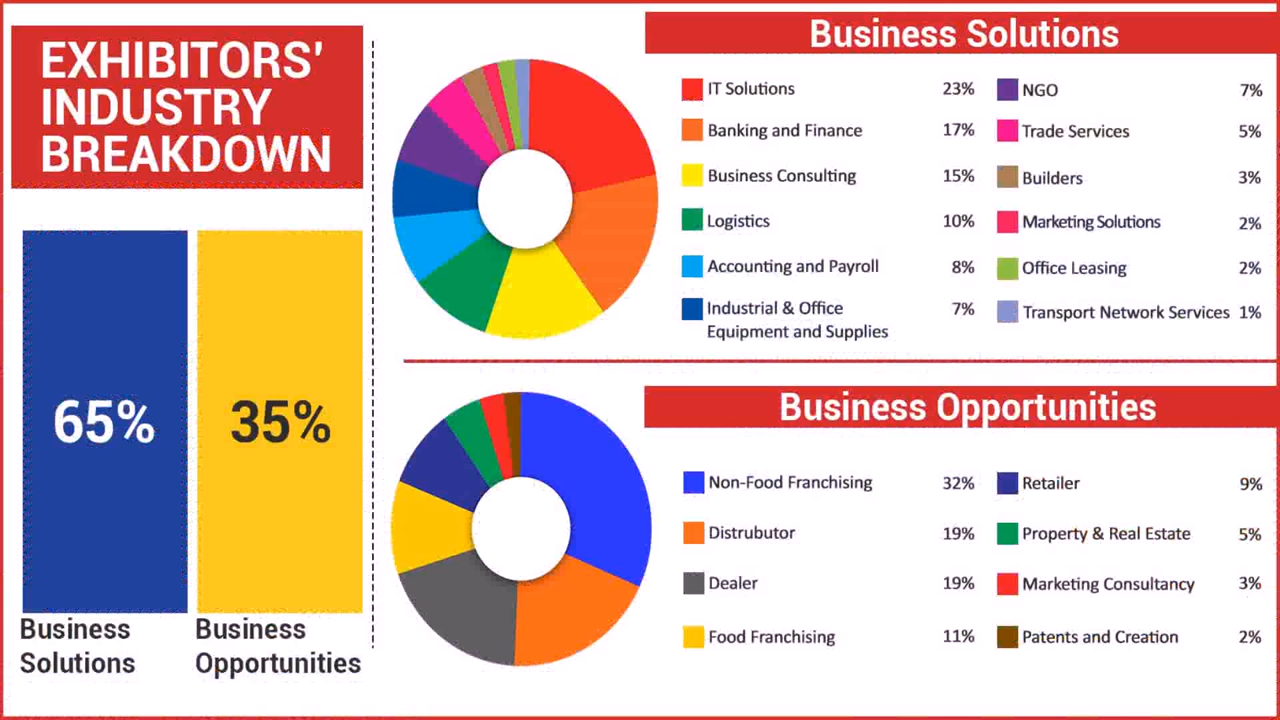 EXHIBITORS'
INDUSTRY
BREAKDOWN
65%
35%
Business
Solutions
Business
Opportunities
Business Solutions
IT Solutions 23%
Banking and Finance 17%
Business Consulting 15%
Logistics 10%
Accounting and Payroll 8%
Industrial & Office 7%
Equipment and Supplies
NGO 7%
Trade Services 5%
Builders 3%
Marketing Solutions 2%
Office Leasing 2%
Transport Network Services 1%
Business Opportunities
Non-Food Franchising 32%
Distrubutor 19%
Dealer 19%
Food Franchising 11%
Retailer 9%
Property & Real Estate 5%
Marketing Consultancy 3%
Patents and Creation 2%